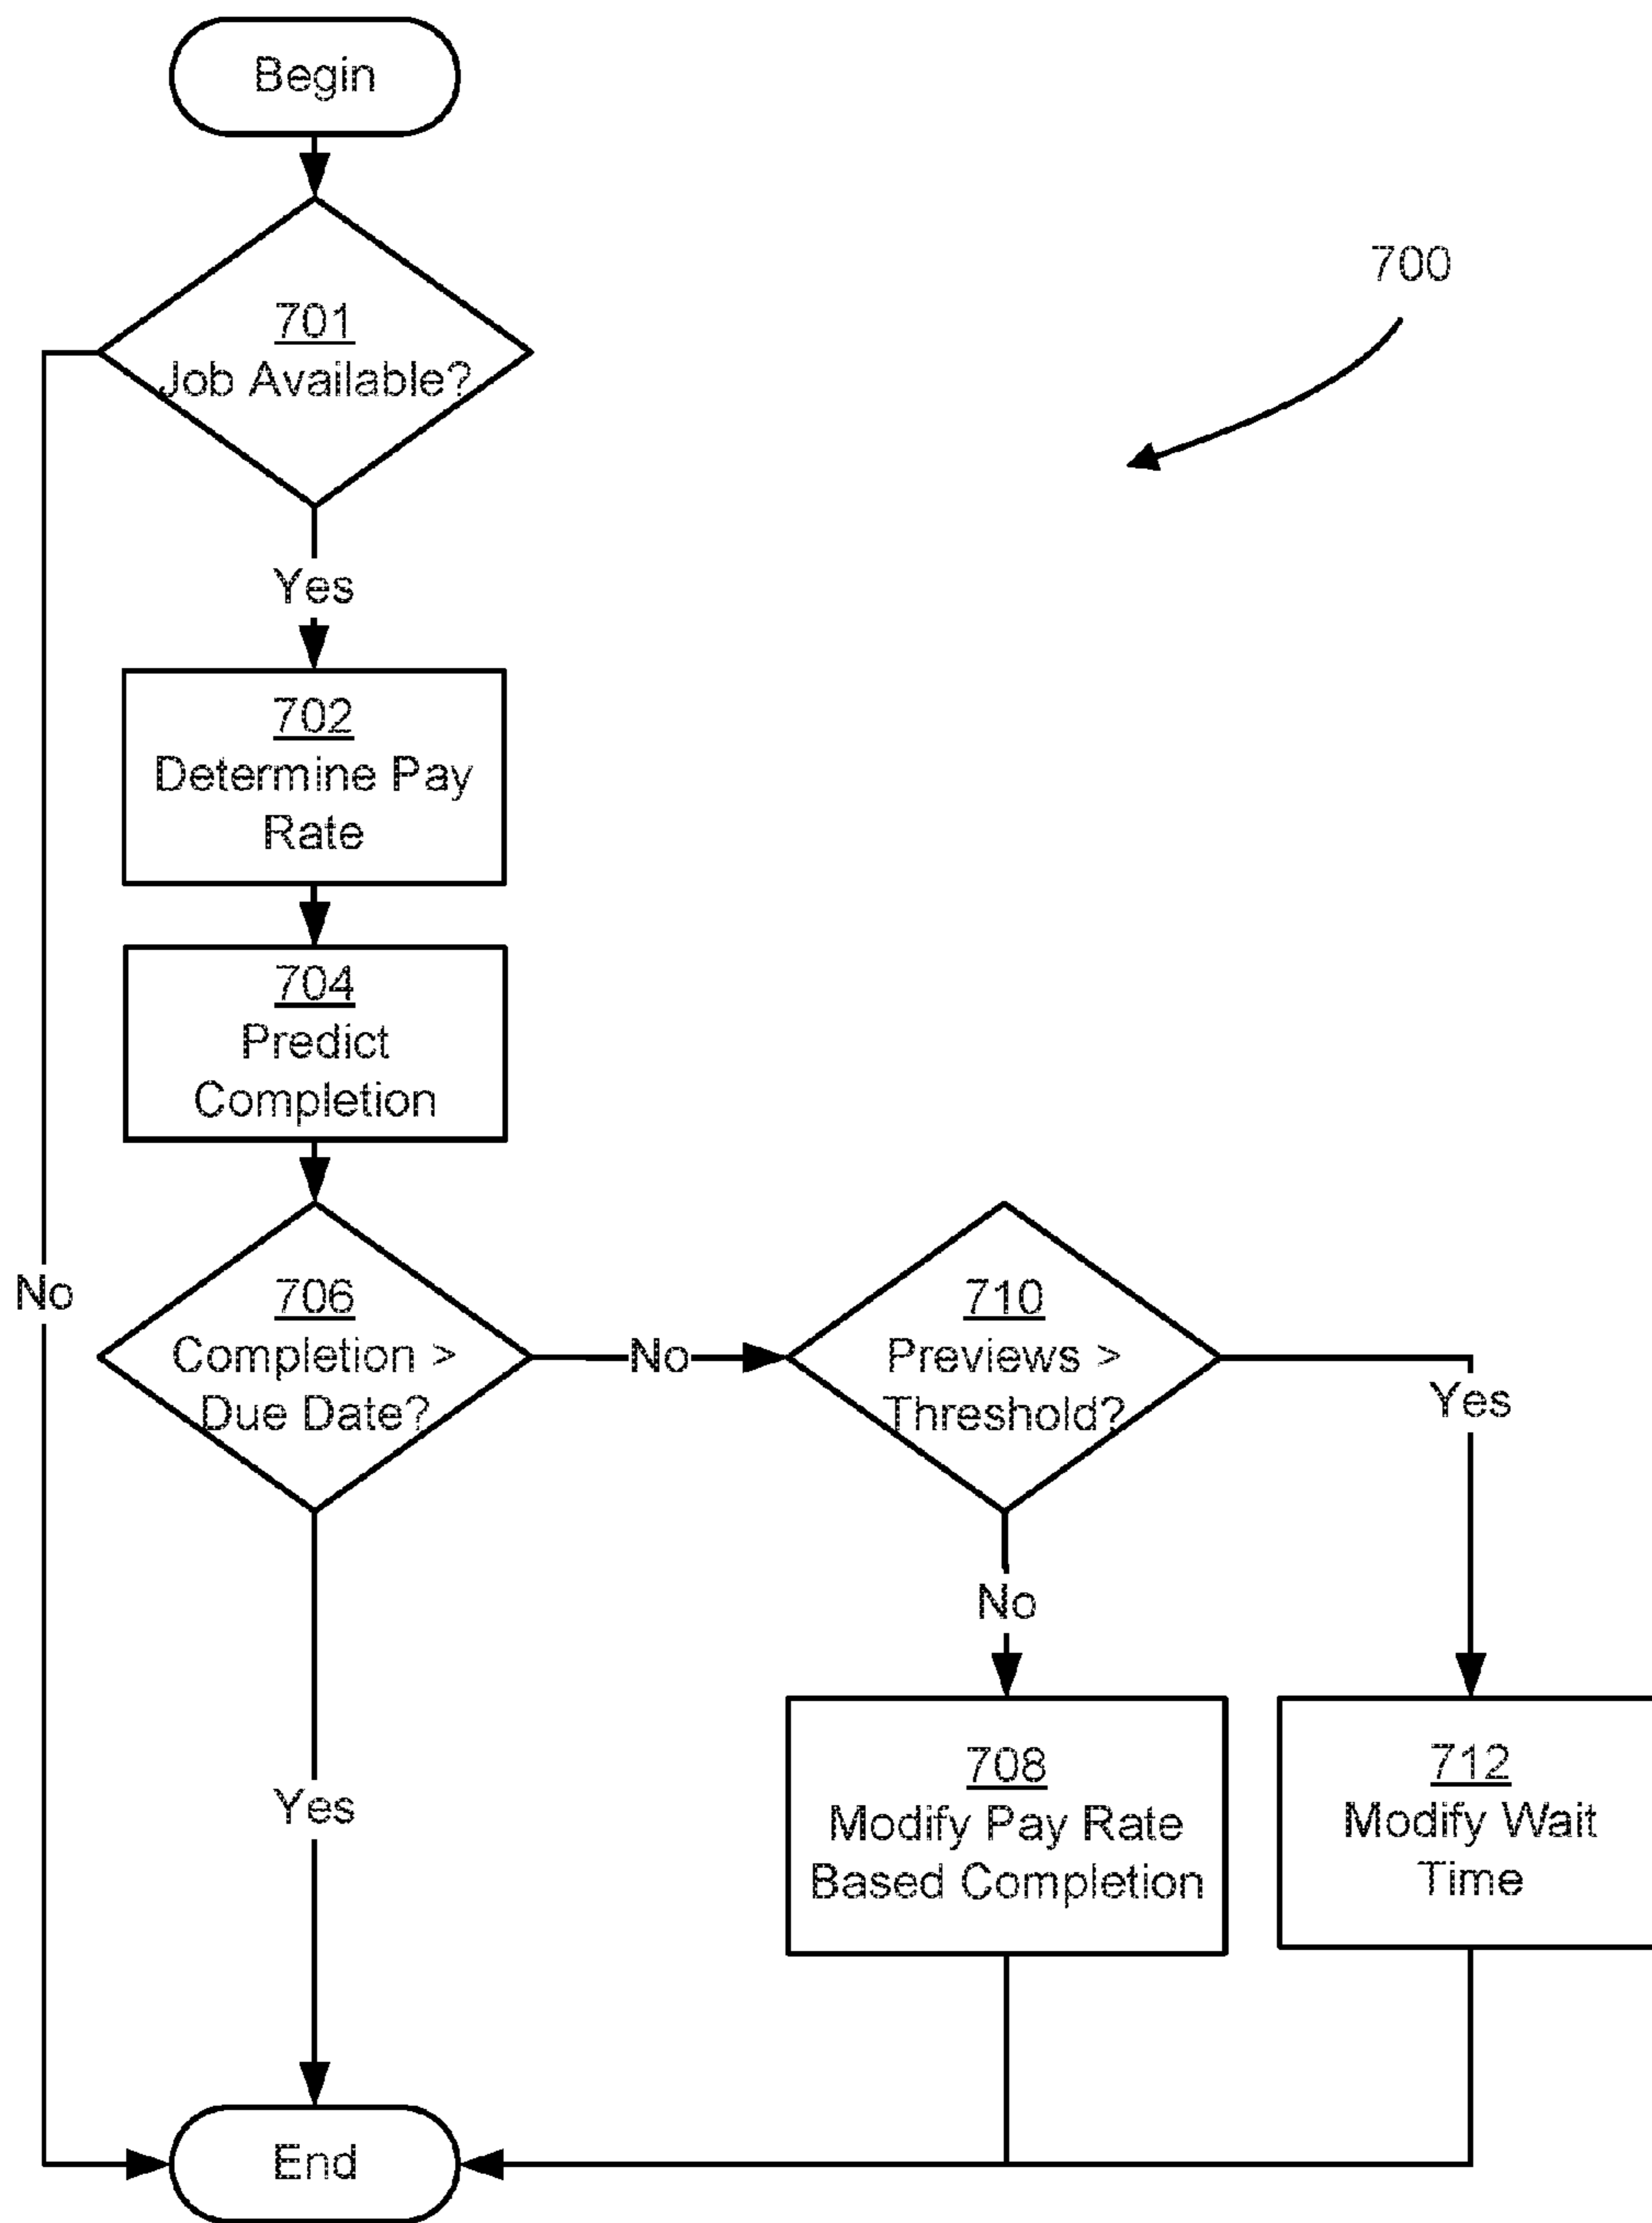 Begin
700
701
Job Available?
Yes
702
Determine Pay
Rate
704
Predict
Completion
No
706
Completion >
Due Date?
No
710
Previews >
Threshold?
Yes
No
708
Modify Pay Rate
Based Completion
712
Modify Wait
Time
Yes
End